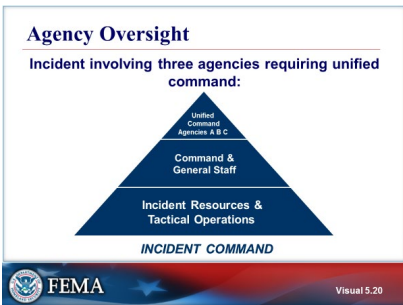 Agency Oversight
Incident involving three agencies requiring unified
command:
Unified
Command
Agencies A B C
Command &
General Staff
Incident Resources &
Tactical Operations
INCIDENT COMMAND
FEMA
Visual 5.20